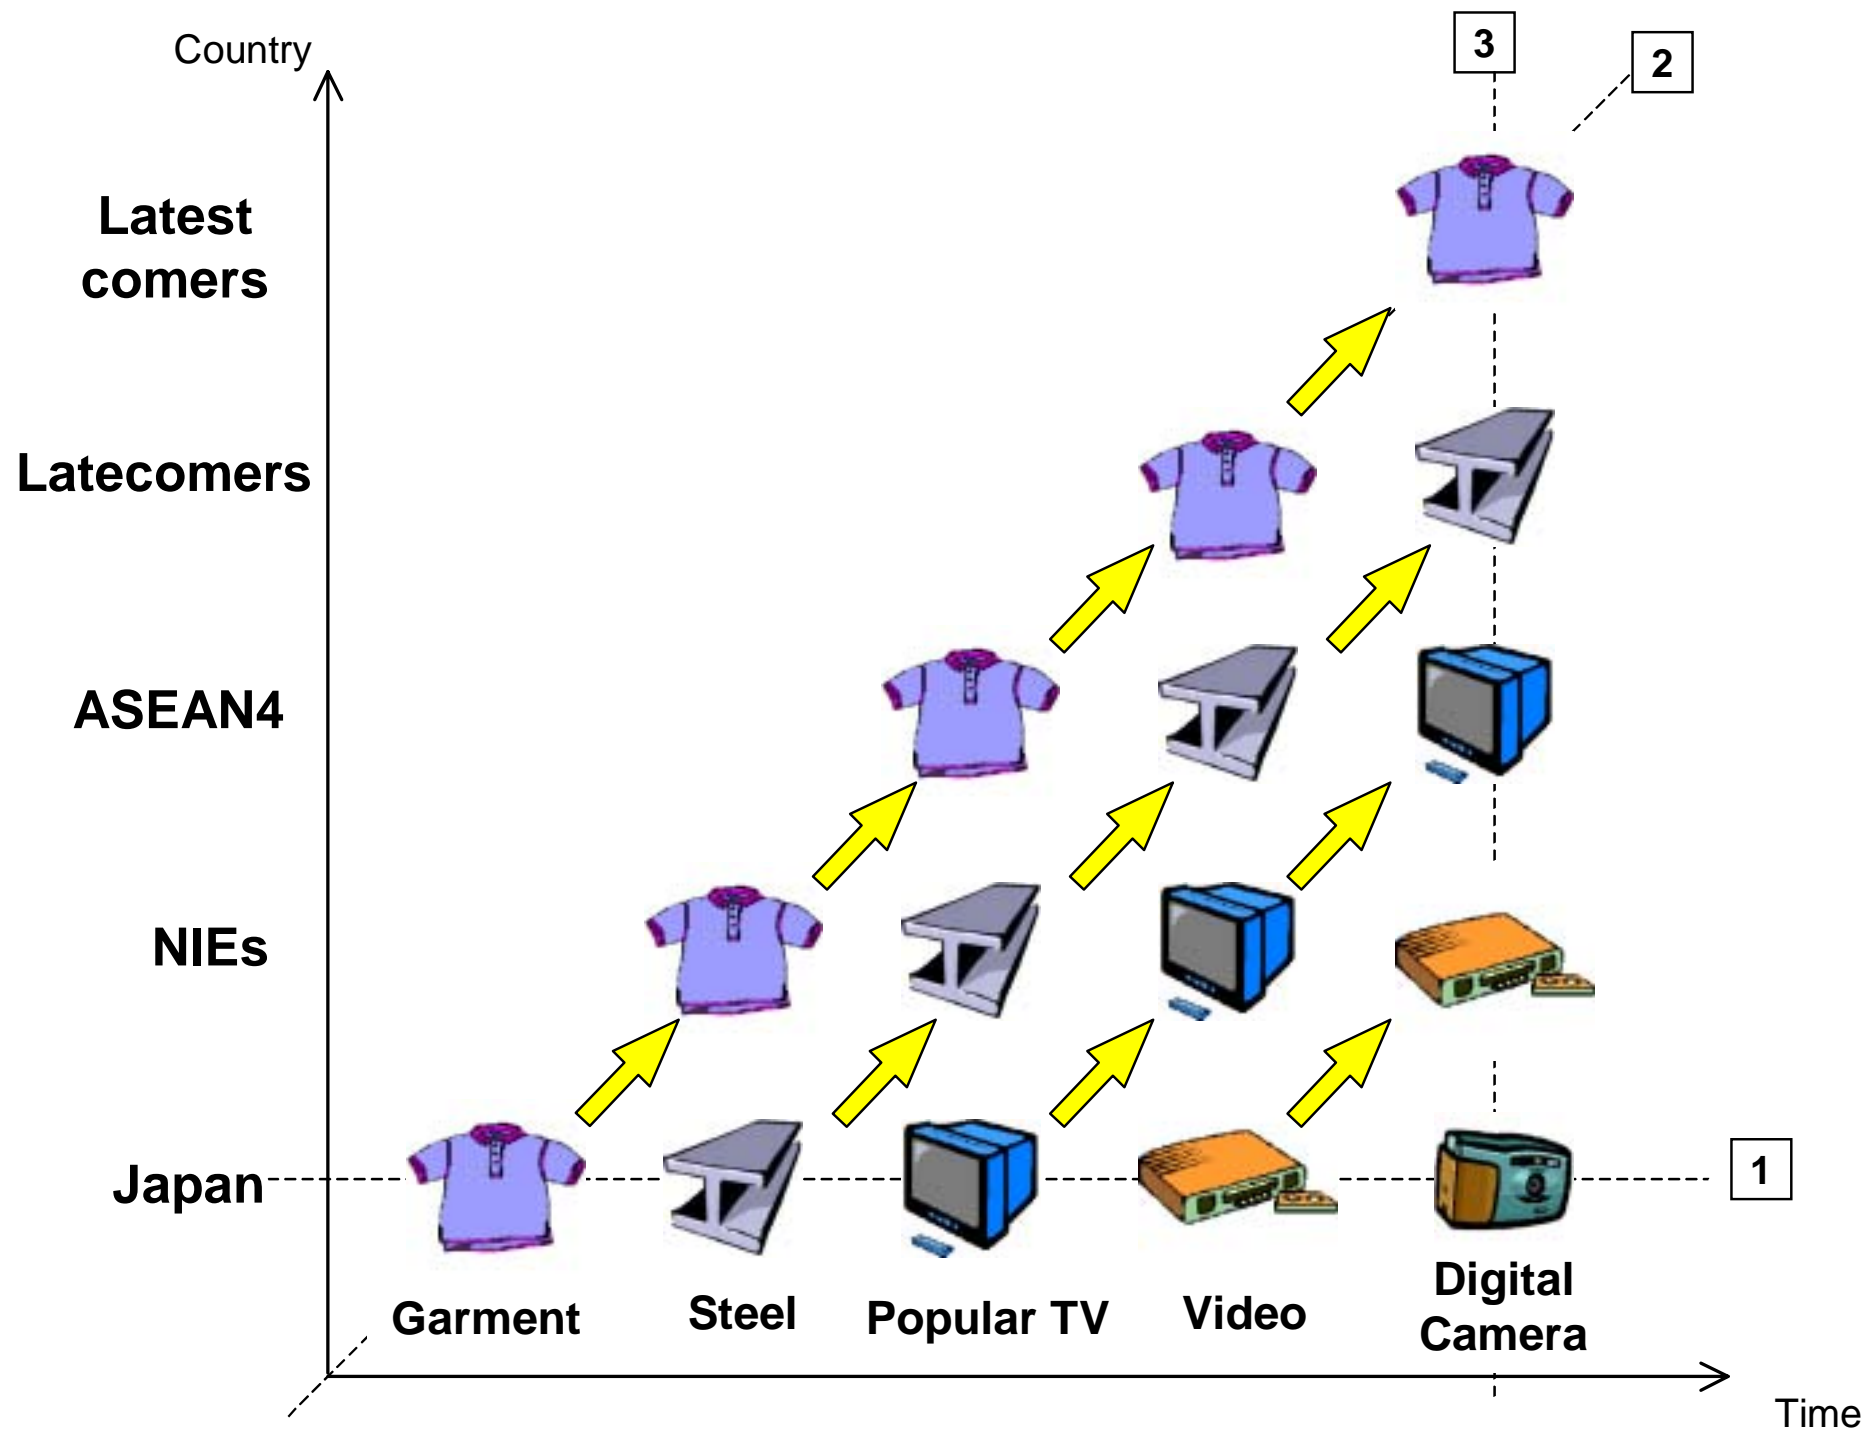 Country
3
2
Latest
comers
Latecomers
ASEAN4
NIEs
Japan
1
Garment
Steel
Popular TV
Video
Digital
Camera
Time